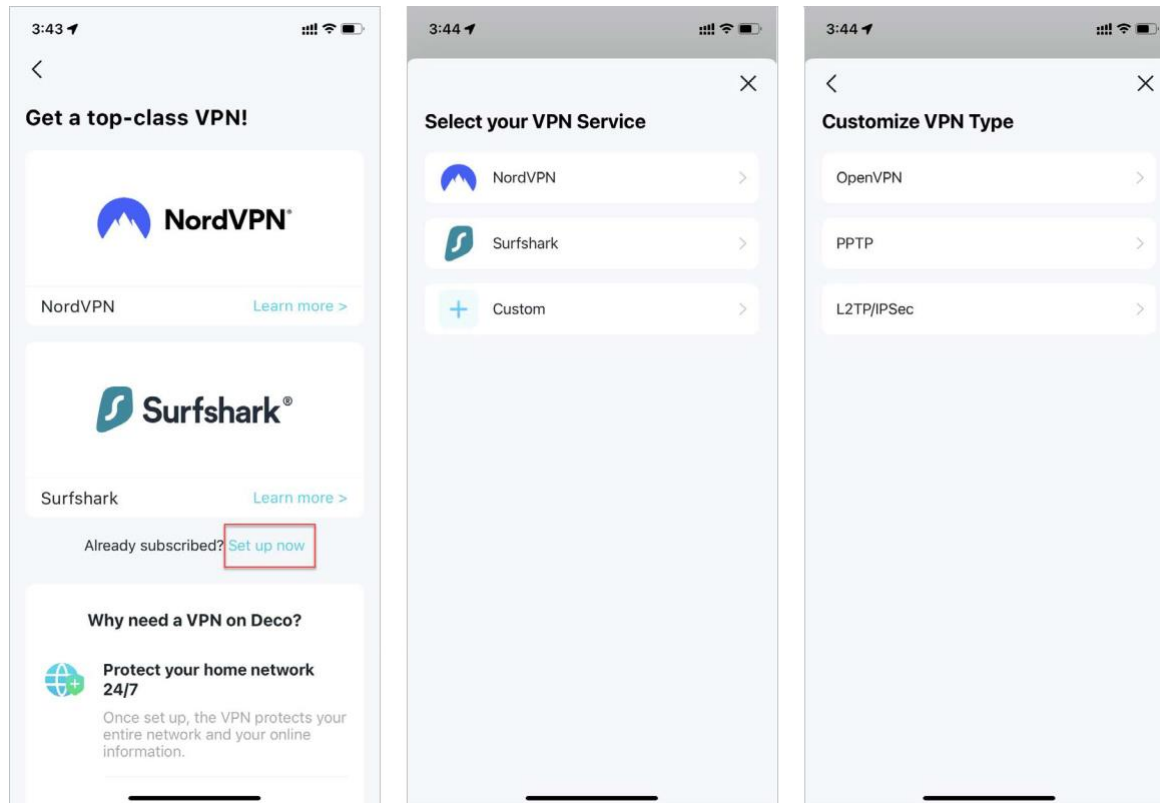 3:43
Get a top-class VPN!
NordVPN®
NordVPN
Learn more >
Surfshark®
Surfshark
Learn more >
Already subscribed? Set up now
Why need a VPN on Deco?
Protect your home network
24/7
Once set up, the VPN protects your
entire network and your online
information.
3:44
Select your VPN Service
NordVPN
Surfshark
Custom
3:44
Customize VPN Type
OpenVPN
PPTP
L2TP/IPSec